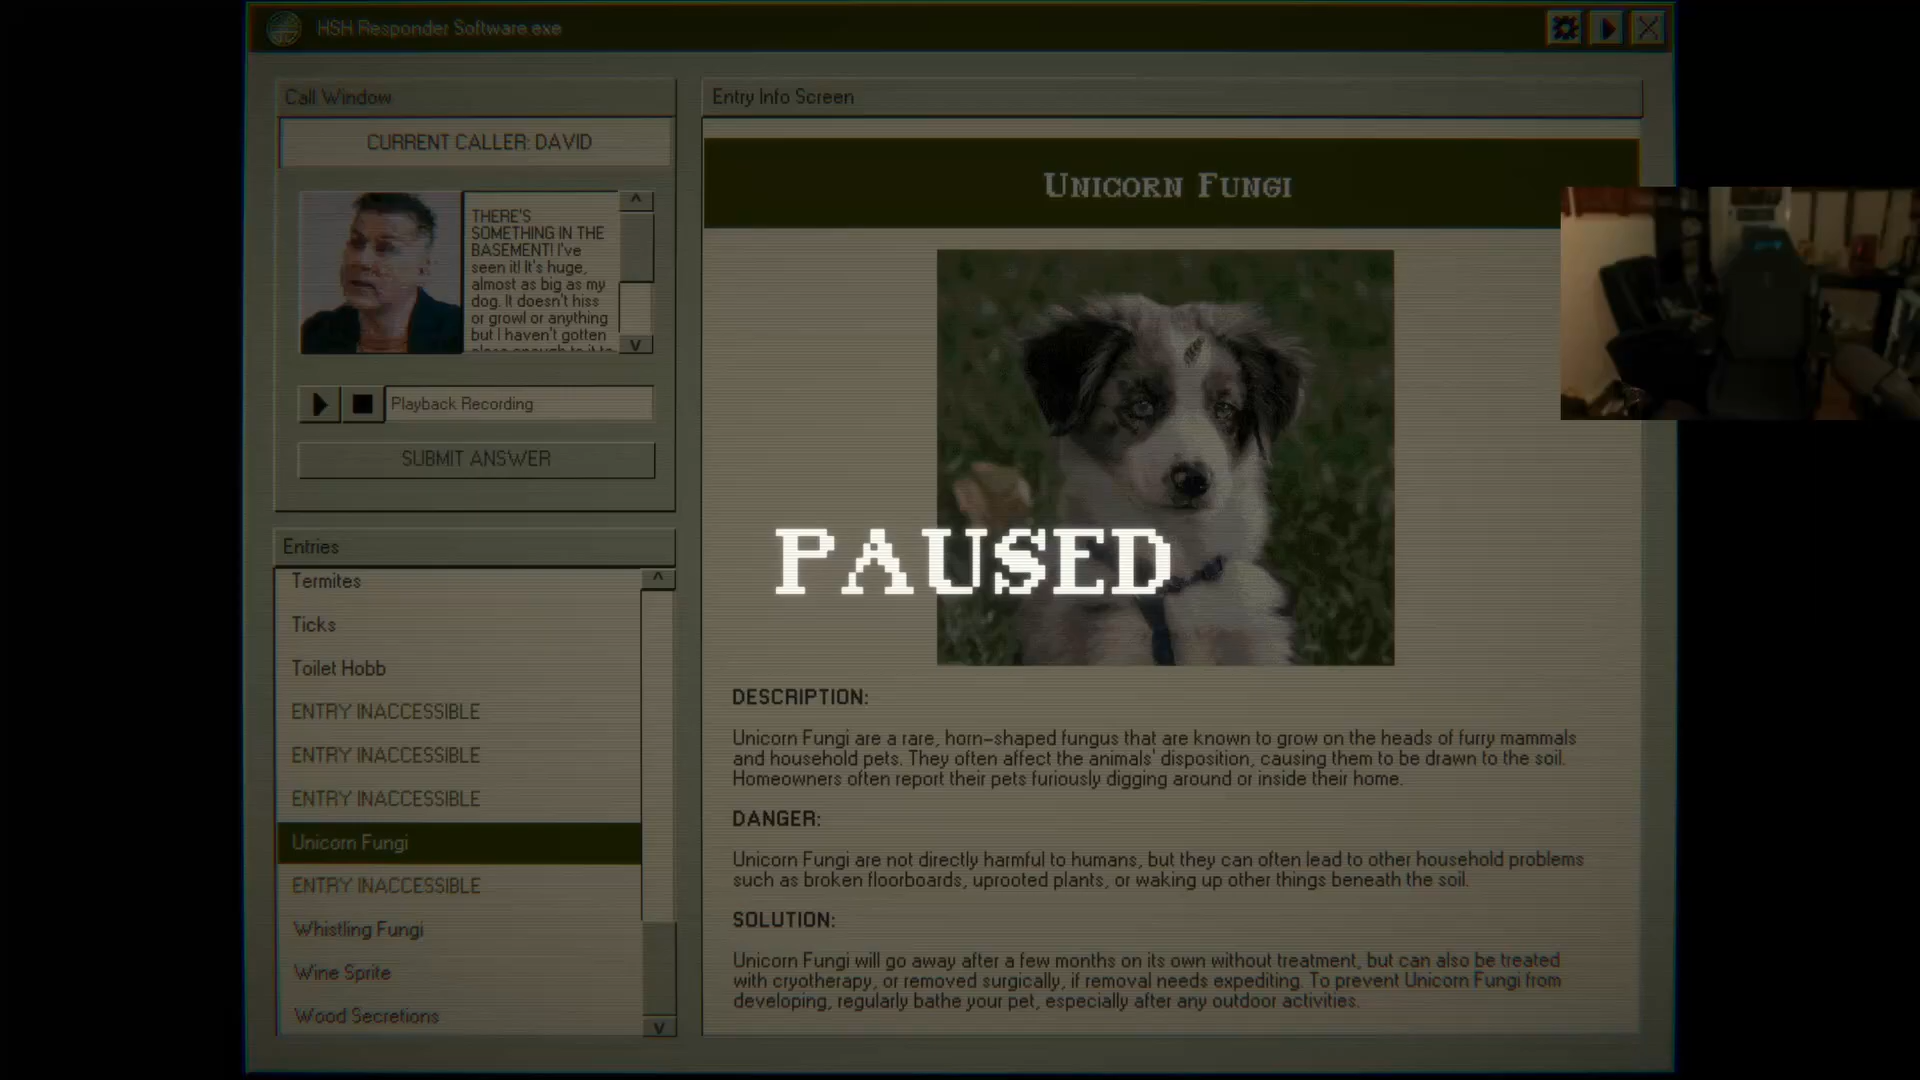 HSH Responder Software.exe
Call Window
CURRENT CALLER: DAVID
THERE'S
SOMETHING IN THE
BASEMENT! I've
seen it! It's huge,
almost as big as my
dog. It doesn't hiss
or growl or anything
but I haven't gotten
close enough to it to
Playback Recording
SUBMIT ANSWER
Entries
Termites
Ticks
Toilet Hobb
ENTRY INACCESSIBLE
ENTRY INACCESSIBLE
ENTRY INACCESSIBLE
Unicorn Fungi
ENTRY INACCESSIBLE
Whistling Fungi
Wine Sprite
Wood Secretions
Entry Info Screen
UNICORN FUNGI
PAUSED
DESCRIPTION:
Unicorn Fungi are a rare, horn-shaped fungus that are known to grow on the heads of furry mammals
and household pets. They often affect the animals' disposition, causing them to be drawn to the soil.
Homeowners often report their pets furiously digging around or inside their home.
DANGER:
Unicorn Fungi are not directly harmful to humans, but they can often lead to other household problems
such as broken floorboards, uprooted plants, or waking up other things beneath the soil.
SOLUTION:
Unicorn Fungi will go away after a few months on its own without treatment, but can also be treated
with cryotherapy, or removed surgically, if removal needs expediting. To prevent Unicorn Fungi from
developing, regularly bathe your pet, especially after any outdoor activities.